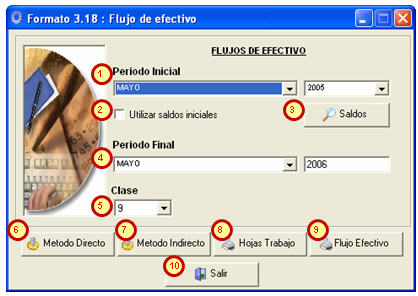 Formato 3.18 : Flujo de efectivo
FLUJOS DE EFECTIVO
1 Periodo Inicial
MAYO 2005
2 Utilizar saldos iniciales 3 Saldos
Periodo Final
4 MAYO 2006
Clase
5 9
6 Metodo Directo 7 Metodo Indirecto 8 Hojas Trabajo 9 Flujo Efectivo
10 Salir